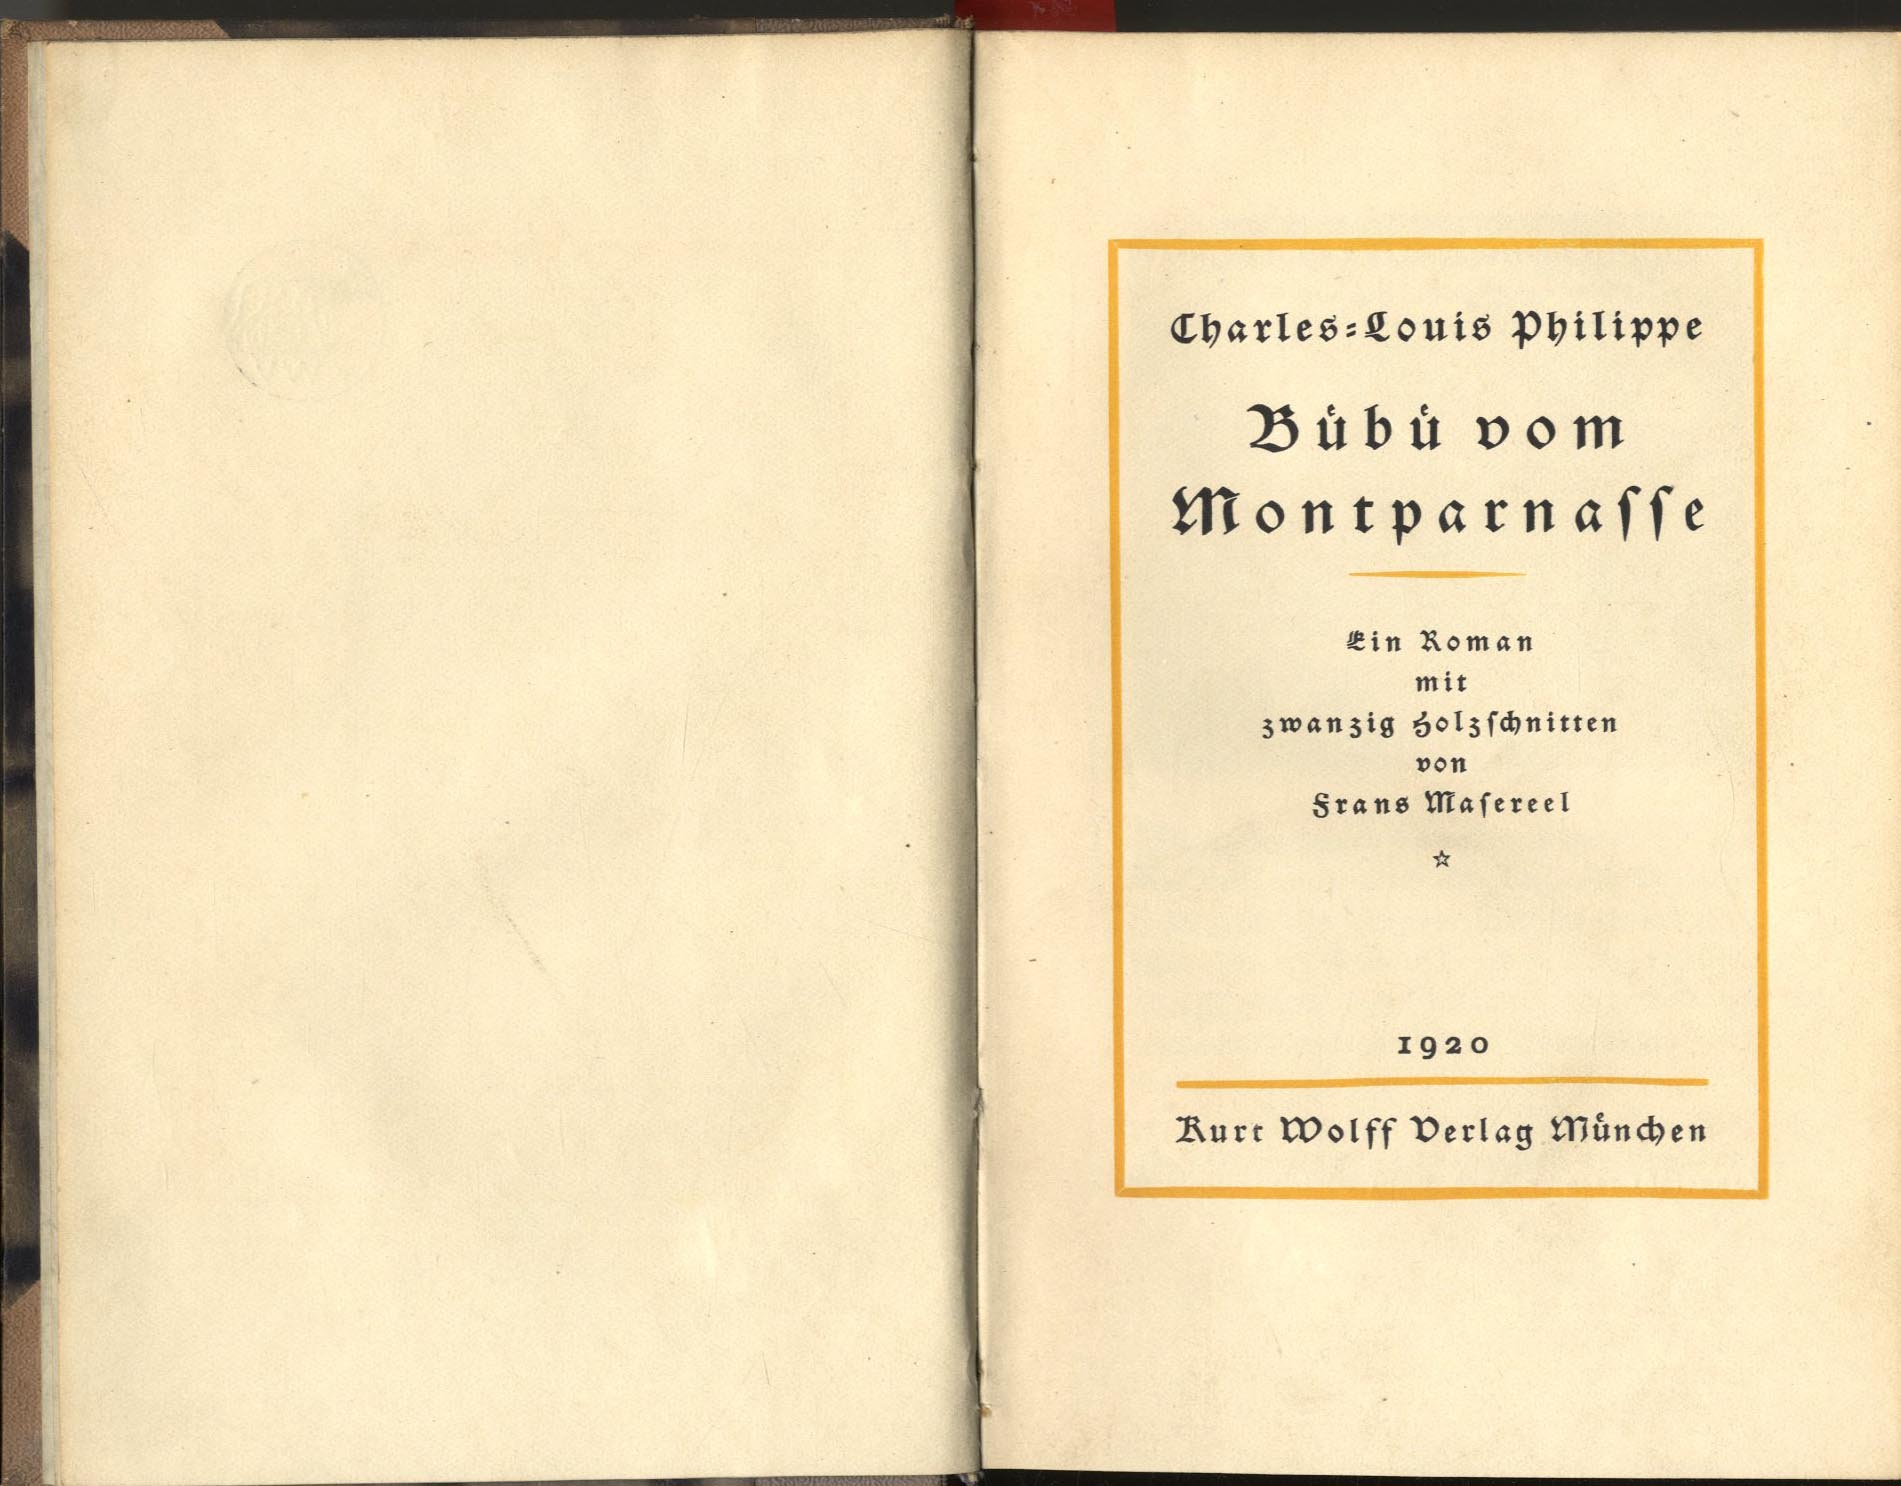 Charles-Louis Philippe
Bübü vom
Montparnaſſe
Ein Roman
mit
zwanzig Holzſchnitten
von
Frans Maſereel
☆
1920
Kurt Wolff Verlag München